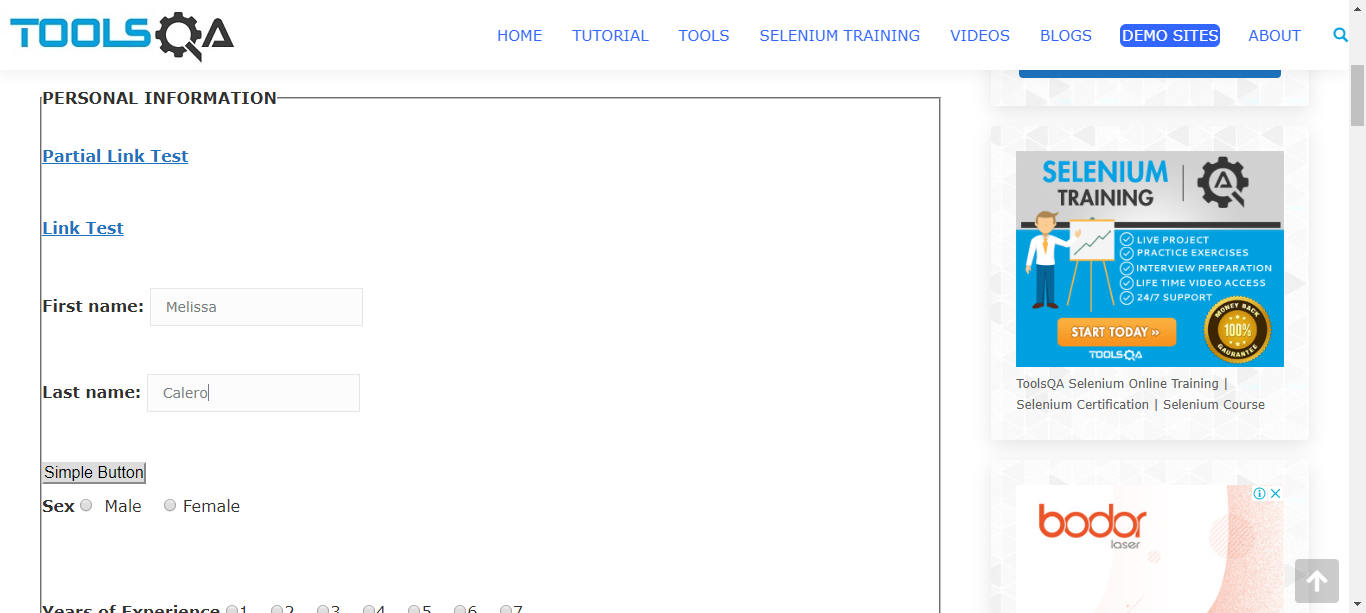 TOOLSQA
HOME TUTORIAL TOOLS SELENIUM TRAINING VIDEOS BLOGS DEMO SITES ABOUT
PERSONAL INFORMATION
Partial Link Test
Link Test
First name: Melissa
Last name: Calero
Simple Button
Sex Male Female
Years of Experience 1 2 3 4 5 6 7
SELENIUM
TRAINING
LIVE PROJECT
PRACTICE EXERCISES
INTERVIEW PREPARATION
LIFE TIME VIDEO ACCESS
24/7 SUPPORT
START TODAY »
TOOLSQA
MONEY BACK
100%
GAURANTEE
ToolsQA Selenium Online Training |
Selenium Certification | Selenium Course
bodor
laser